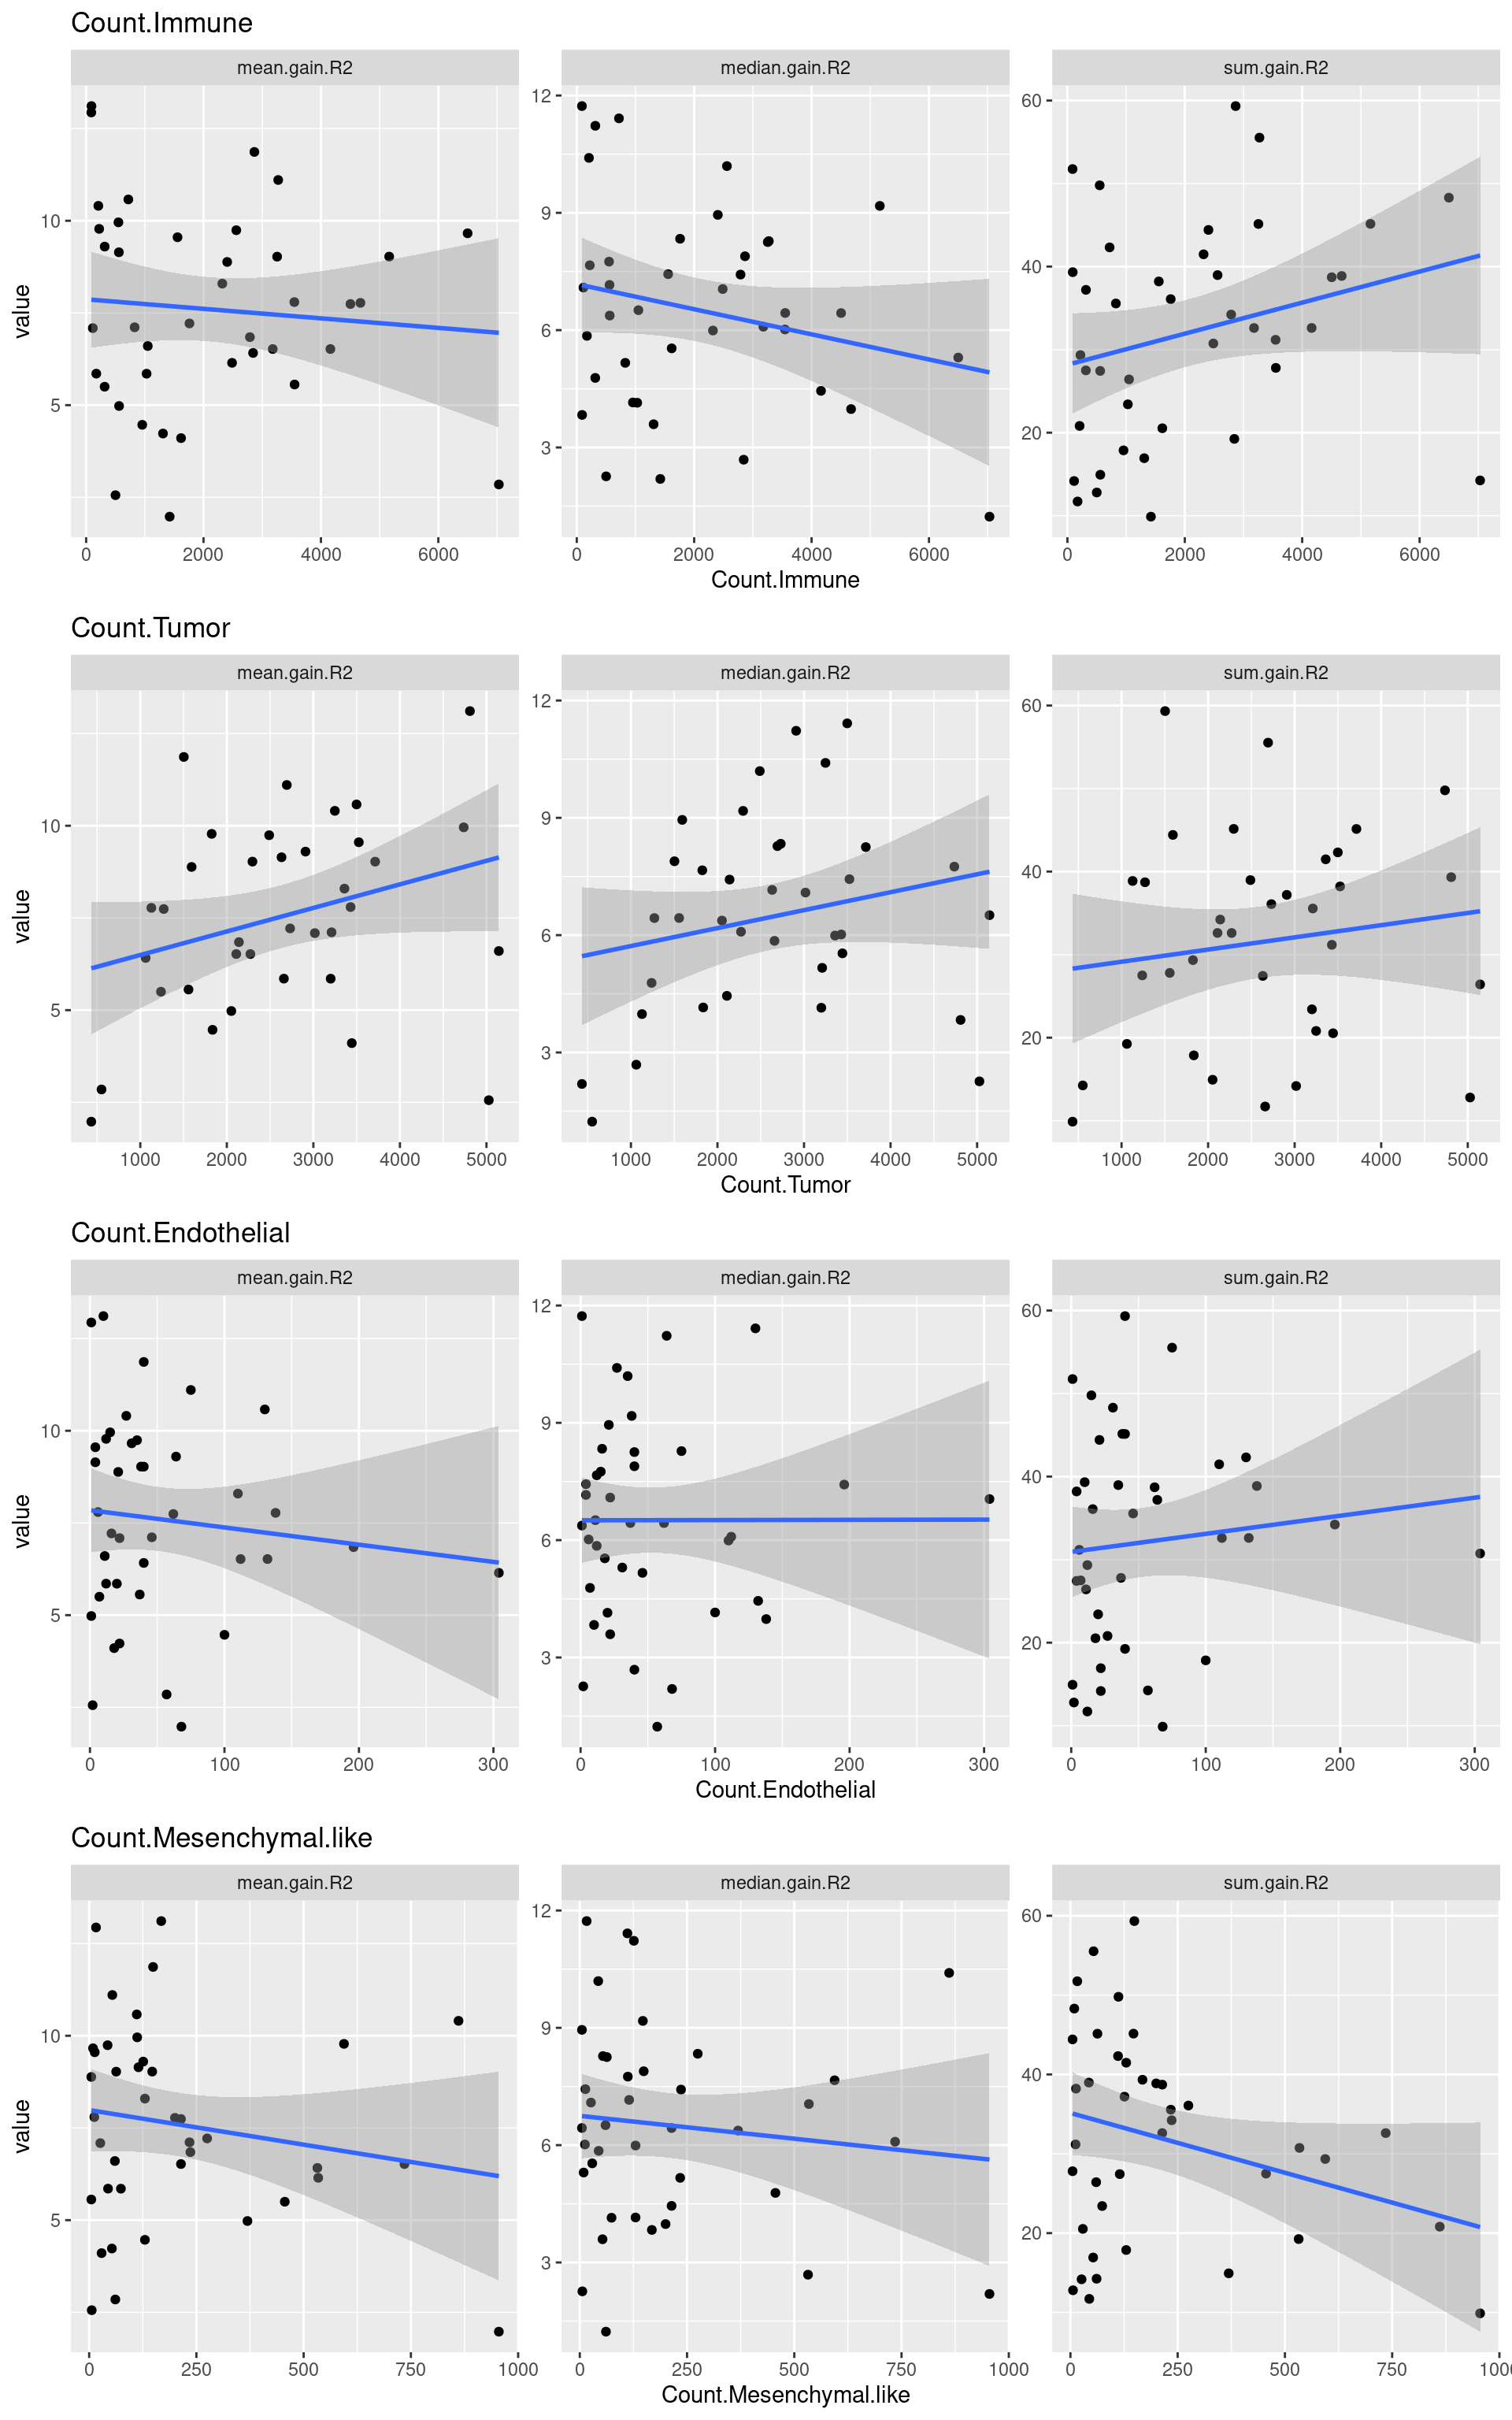 Count.Immune
mean.gain.R2 median.gain.R2 sum.gain.R2
value
10
5
12
9
6
3
60
40
20
0 2000 4000 6000 0 2000 4000 6000 0 2000 4000 6000
Count.Immune
Count.Tumor
mean.gain.R2 median.gain.R2 sum.gain.R2
value
10
5
12
9
6
3
60
40
20
1000 2000 3000 4000 5000 1000 2000 3000 4000 5000 1000 2000 3000 4000 5000
Count.Tumor
Count.Endothelial
mean.gain.R2 median.gain.R2 sum.gain.R2
value
10
5
12
9
6
3
60
40
20
0 100 200 300 0 100 200 300 0 100 200 300
Count.Endothelial
Count.Mesenchymal.like
mean.gain.R2 median.gain.R2 sum.gain.R2
value
10
5
12
9
6
3
60
40
20
0 250 500 750 1000 0 250 500 750 1000 0 250 500 750 100
Count.Mesenchymal.like